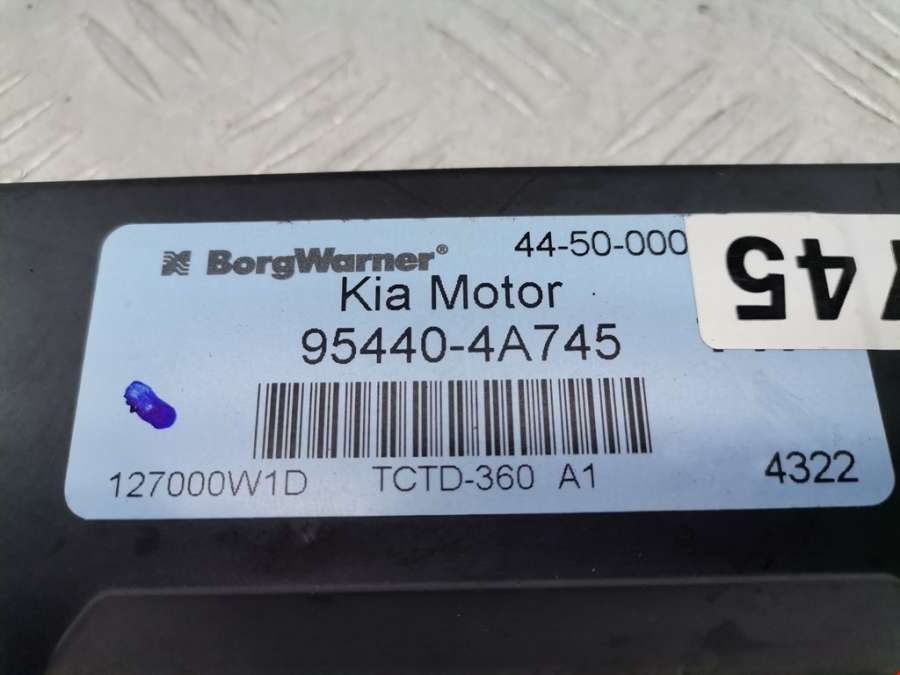 BorgWarner®
44-50-000
Kia Motor
95440-4A745
127000W1D
TCTD-360 A1
4322
45